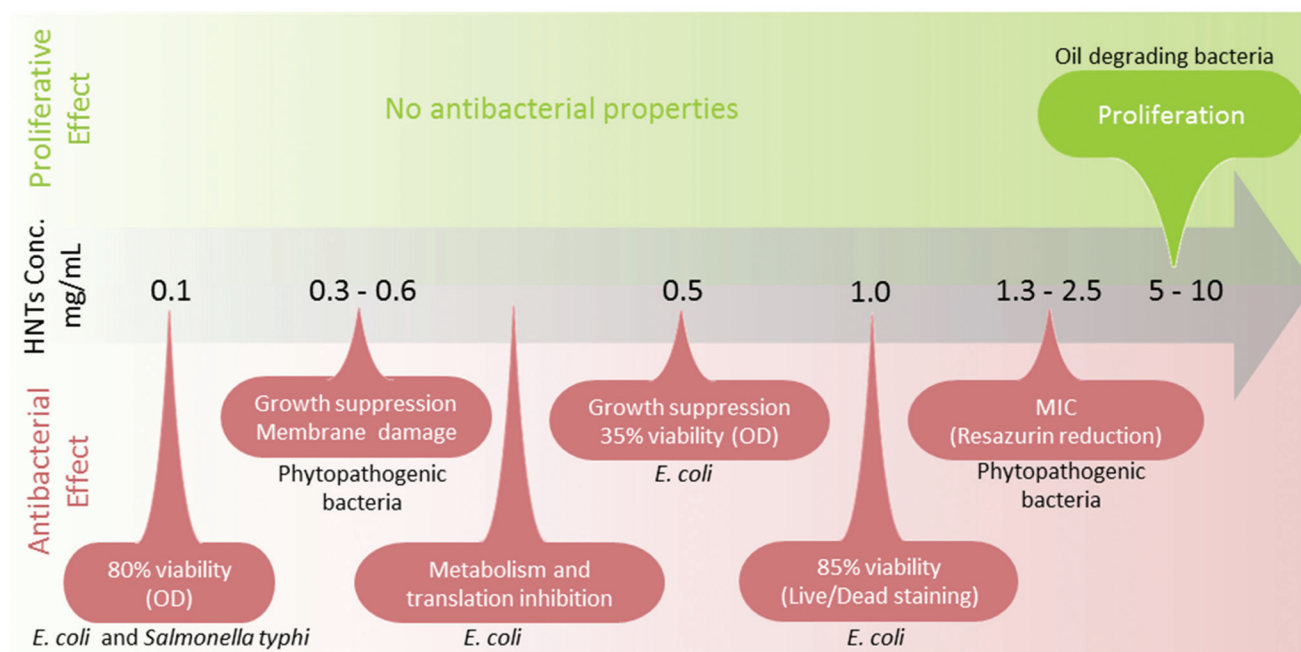 Proliferative
Effect
No antibacterial properties
Oil degrading bacteria
Proliferation
HNTs Conc.
mg/mL
0.1
0.3 - 0.6
0.5
1.0
1.3 - 2.5
5 - 10
Antibacterial
Effect
Growth suppression
Membrane damage
Phytopathogenic
bacteria
Growth suppression
35% viability (OD)
E. coli
MIC
(Resazurin reduction)
Phytopathogenic
bacteria
80% viability
(OD)
E. coli and Salmonella typhi
Metabolism and
translation inhibition
E. coli
85% viability
(Live/Dead staining)
E. coli